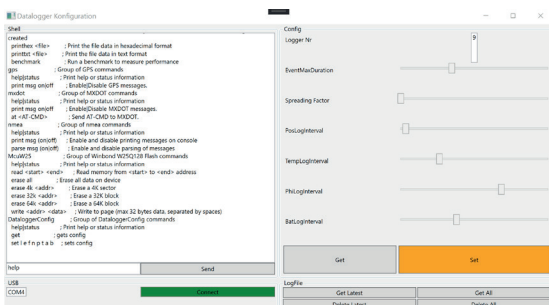 Datalogger Konfiguration
Shell
created
printhex <file> : Print the file data in hexadecimal format
printtxt <file> : Print the file data in text format
benchmark : Run a benchmark to measure performance
gps : Group of GPS commands
help|status : Print help or status information
print msg on|off : Enable|Disable GPS messages.
mxdot : Group of MXDOT commands
help|status : Print help or status information
print msg on|off : Enable|Disable MXDOT messages.
at <AT-CMD> : Send AT-CMD to MXDOT.
nmea : Group of nmea commands
help|status : Print help or status information
print msg (on|off) : Enable and disable printing messages on console
parse msg (on|off) : Enable and disable parsing of messages
McuW25 : Group of Winbond W25Q128 Flash commands
help|status : Print help or status information
read <start> <end> : Read memory from <start> to <end> address
erase all : Erase all data on device
erase 4k <addr> : Erase a 4K sector
erase 32k <addr> : Erase a 32K block
erase 64k <addr> : Erase a 64K block
write <addr> <data> : Write to page (max 32 bytes data, separated by spaces)
DataloggerConfig : Group of DataloggerConfig commands
help|status : Print help or status information
get : gets config
set l e f n p t a b : sets config
help
Send
USB
COM4
Connect
Config
Logger Nr
9
EventMaxDuration
Spreading Factor
PosLogInterval
TempLogInterval
PhiLogInterval
BatLogInterval
Get
Set
LogFile
Get Latest
Get All
Delete Latest
Delete All